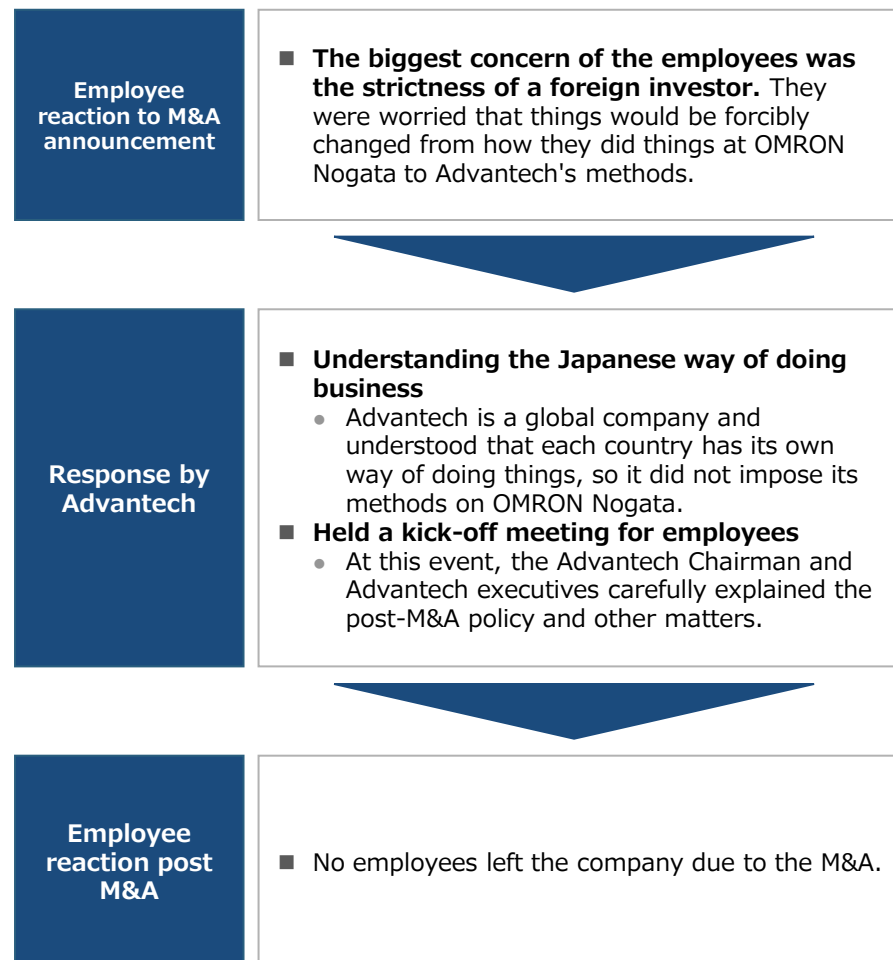 Employee
reaction to M&A
announcement
■ The biggest concern of the employees was
the strictness of a foreign investor. They
were worried that things would be forcibly
changed from how they did things at OMRON
Nogata to Advantech's methods.
Response by
Advantech
■ Understanding the Japanese way of doing
business
● Advantech is a global company and
understood that each country has its own
way of doing things, so it did not impose its
methods on OMRON Nogata.
■ Held a kick-off meeting for employees
● At this event, the Advantech Chairman and
Advantech executives carefully explained the
post-M&A policy and other matters.
Employee
reaction post
M&A
■ No employees left the company due to the M&A.